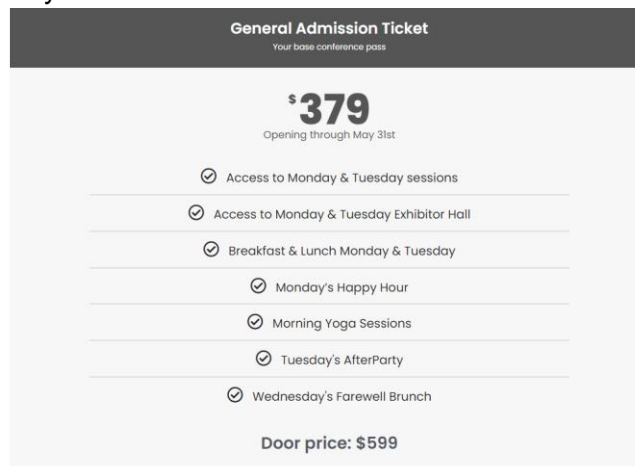 General Admission Ticket
Your base conference pass
$379
Opening through May 31st
Access to Monday & Tuesday sessions
Access to Monday & Tuesday Exhibitor Hall
Breakfast & Lunch Monday & Tuesday
Monday's Happy Hour
Morning Yoga Sessions
Tuesday's AfterParty
Wednesday's Farewell Brunch
Door price: $599